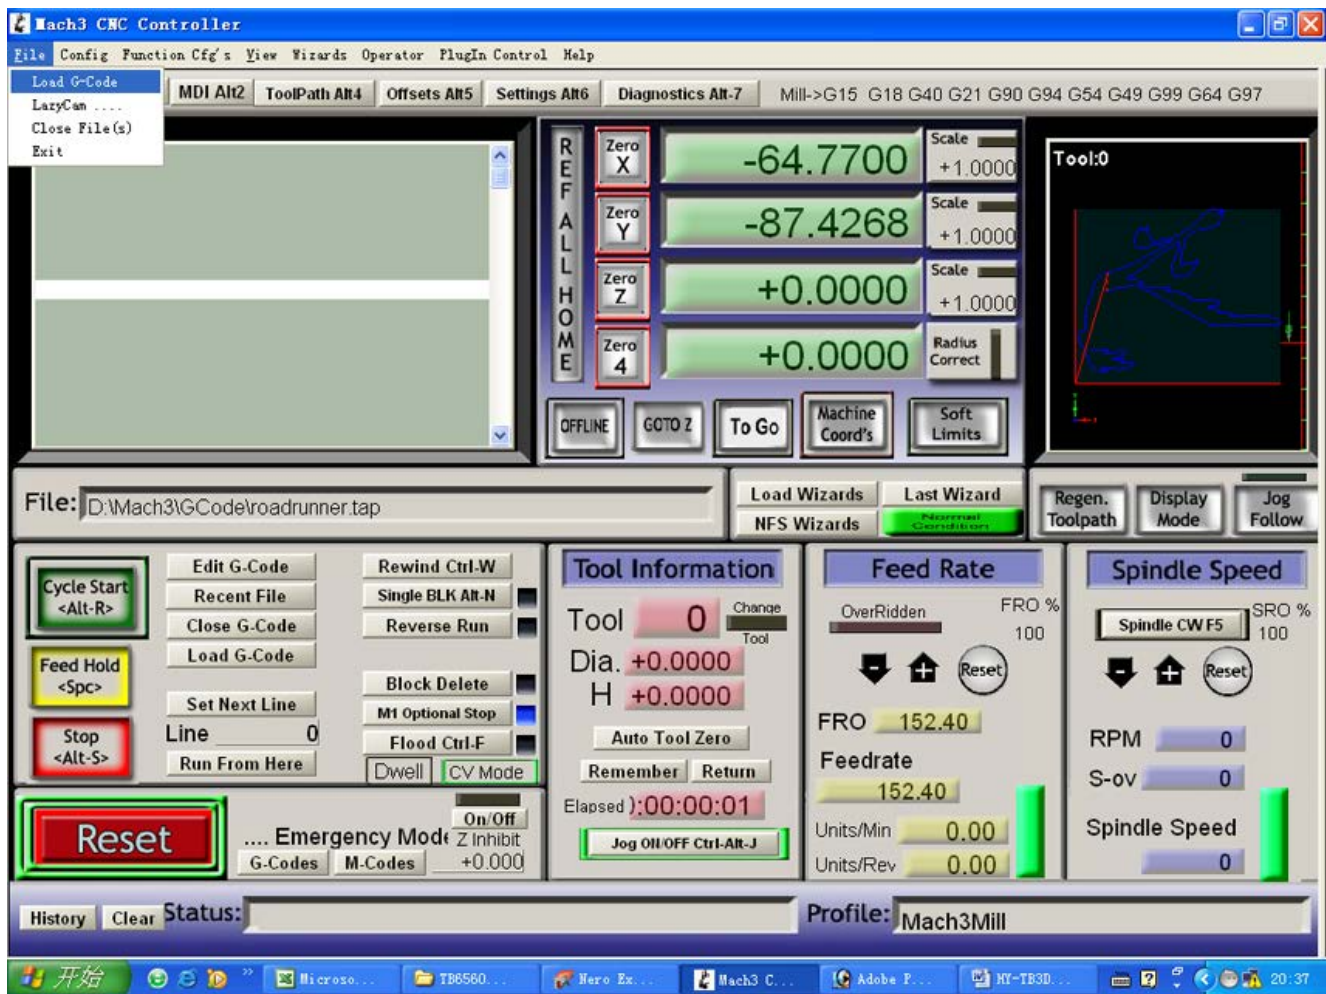 Mach3 CNC Controller
File Config Function Cfg's View Wizards Operator PlugIn Control Help
Load G-Code
LazyCam ....
Close File(s)
Exit
MDI Alt2 ToolPath Alt4 Offsets Alt5 Settings Alt6 Diagnostics Alt-7 Mill->G15 G18 G40 G21 G90 G94 G54 G49 G99 G64 G97
REF ALL HOME
Zero X -64.7700 Scale +1.0000
Zero Y -87.4268 Scale +1.0000
Zero Z +0.0000 Scale +1.0000
Zero 4 +0.0000 Radius Correct
OFFLINE GOTO Z To Go Machine Coord's Soft Limits
Tool:0
File: D:\Mach3\GCode\roadrunner.tap
Load Wizards Last Wizard
NFS Wizards Normal Condition
Regen. Toolpath Display Mode Jog Follow
Cycle Start <Alt-R>
Feed Hold <Spc>
Stop <Alt-S>
Edit G-Code
Recent File
Close G-Code
Load G-Code
Set Next Line
Line 0
Run From Here
Rewind Ctrl-W
Single BLK Alt-N
Reverse Run
Block Delete
M1 Optional Stop
Flood Ctrl-F
Dwell CV Mode
Reset
.... Emergency Mode
G-Codes M-Codes
On/Off
Z Inhibit
+0.000
Tool Information
Tool 0 Change Tool
Dia. +0.0000
H +0.0000
Auto Tool Zero
Remember Return
Elapsed ):00:00:01
Jog ON/OFF Ctrl-Alt-J
Feed Rate
OverRidden FRO % 100
Reset
FRO 152.40
Feedrate
152.40
Units/Min 0.00
Units/Rev 0.00
Spindle Speed
Spindle CW F5 SRO % 100
Reset
RPM 0
S-ov 0
Spindle Speed
0
History Clear Status: Profile: Mach3Mill
开始 Microso... TB6560... Nero Ex... Mach3 C... Adobe P... HY-TB3D... 20:37